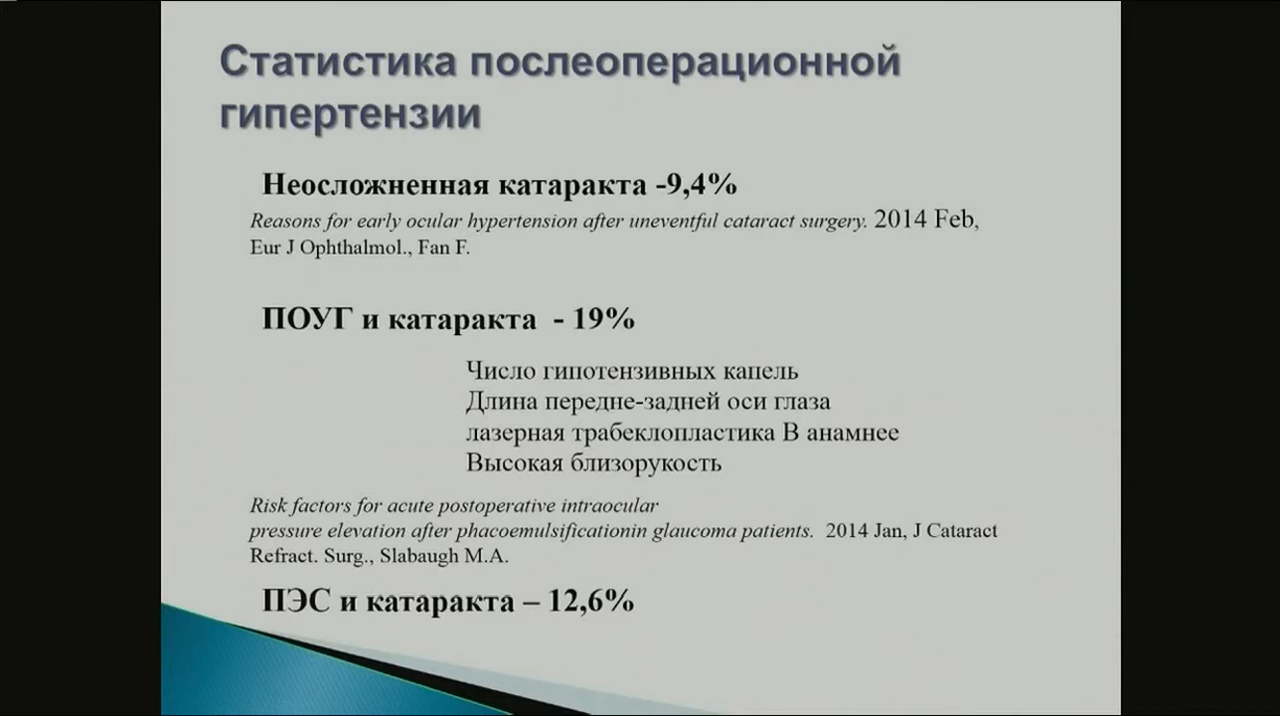 Статистика послеоперационной
гипертензии
Неосложненная катаракта -9,4%
Reasons for early ocular hypertension after uneventful cataract surgery. 2014 Feb,
Eur J Ophthalmol., Fan F.
ПОУГ и катаракта - 19%
Число гипотензивных капель
Длина передне-задней оси глаза
лазерная трабеклопластика В анамнее
Высокая близорукость
Risk factors for acute postoperative intraocular
pressure elevation after phacoemulsificationin glaucoma patients. 2014 Jan, J Cataract
Refract. Surg., Slabaugh M.A.
ПЭС и катаракта – 12,6%